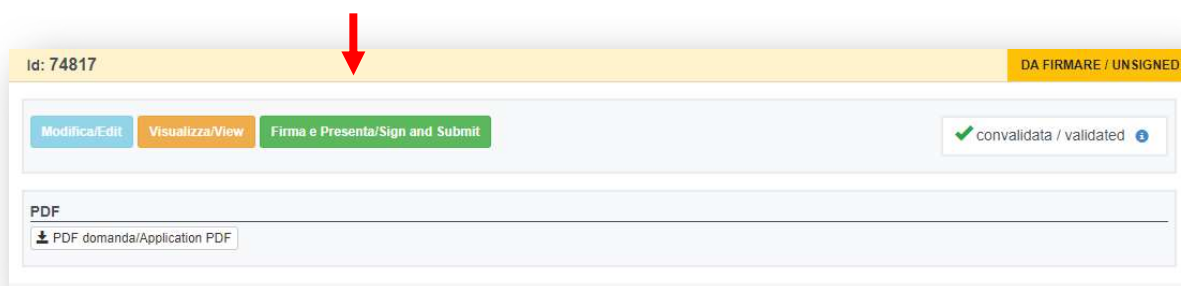 Id: 74817 DA FIRMARE / UNSIGNED
Modifica/Edit Visualizza/View Firma e Presenta/Sign and Submit convalidata / validated
PDF
PDF domanda/Application PDF